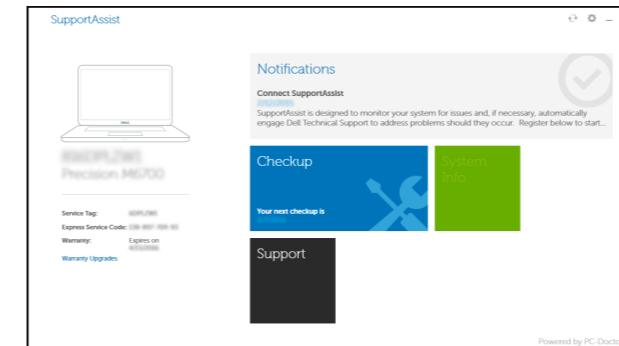 SupportAssist
Notifications
Connect SupportAssist
SupportAssist is designed to monitor your system for issues and, if necessary, automatically
engage Dell Technical Support to address problems should they occur. Register below to start...
Precision M6700
Checkup
System
Info
Your next checkup is
Service Tag:
Express Service Code:
Warranty: Expires on
Warranty Upgrades
Support
Powered by PC-Docto